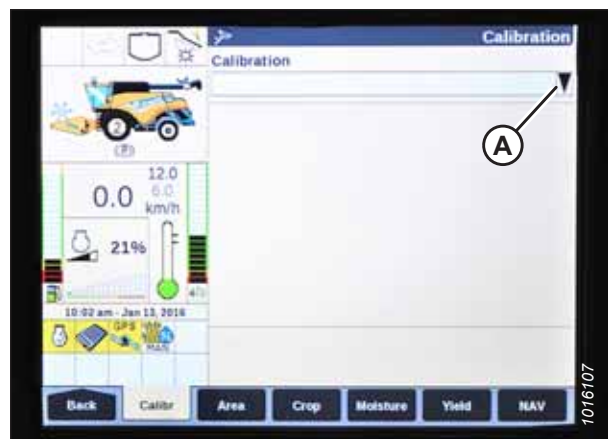 Calibration
Calibration
A
2
(P)
12.0
6.0
0.0
km/h
21%
10:02 am - Jan 13, 2016
GPS
MAN
Back
Calibr
Area
Crop
Moisture
Yield
NAV
1016107